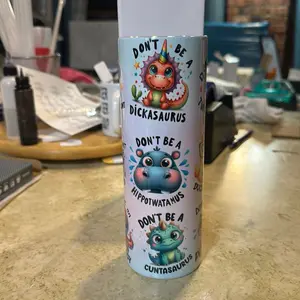 DON'T BE A
DICKASAURUS
DON'T BE A
HIPPOTWATAMUS
DON'T BE A
CUNTASAURUS